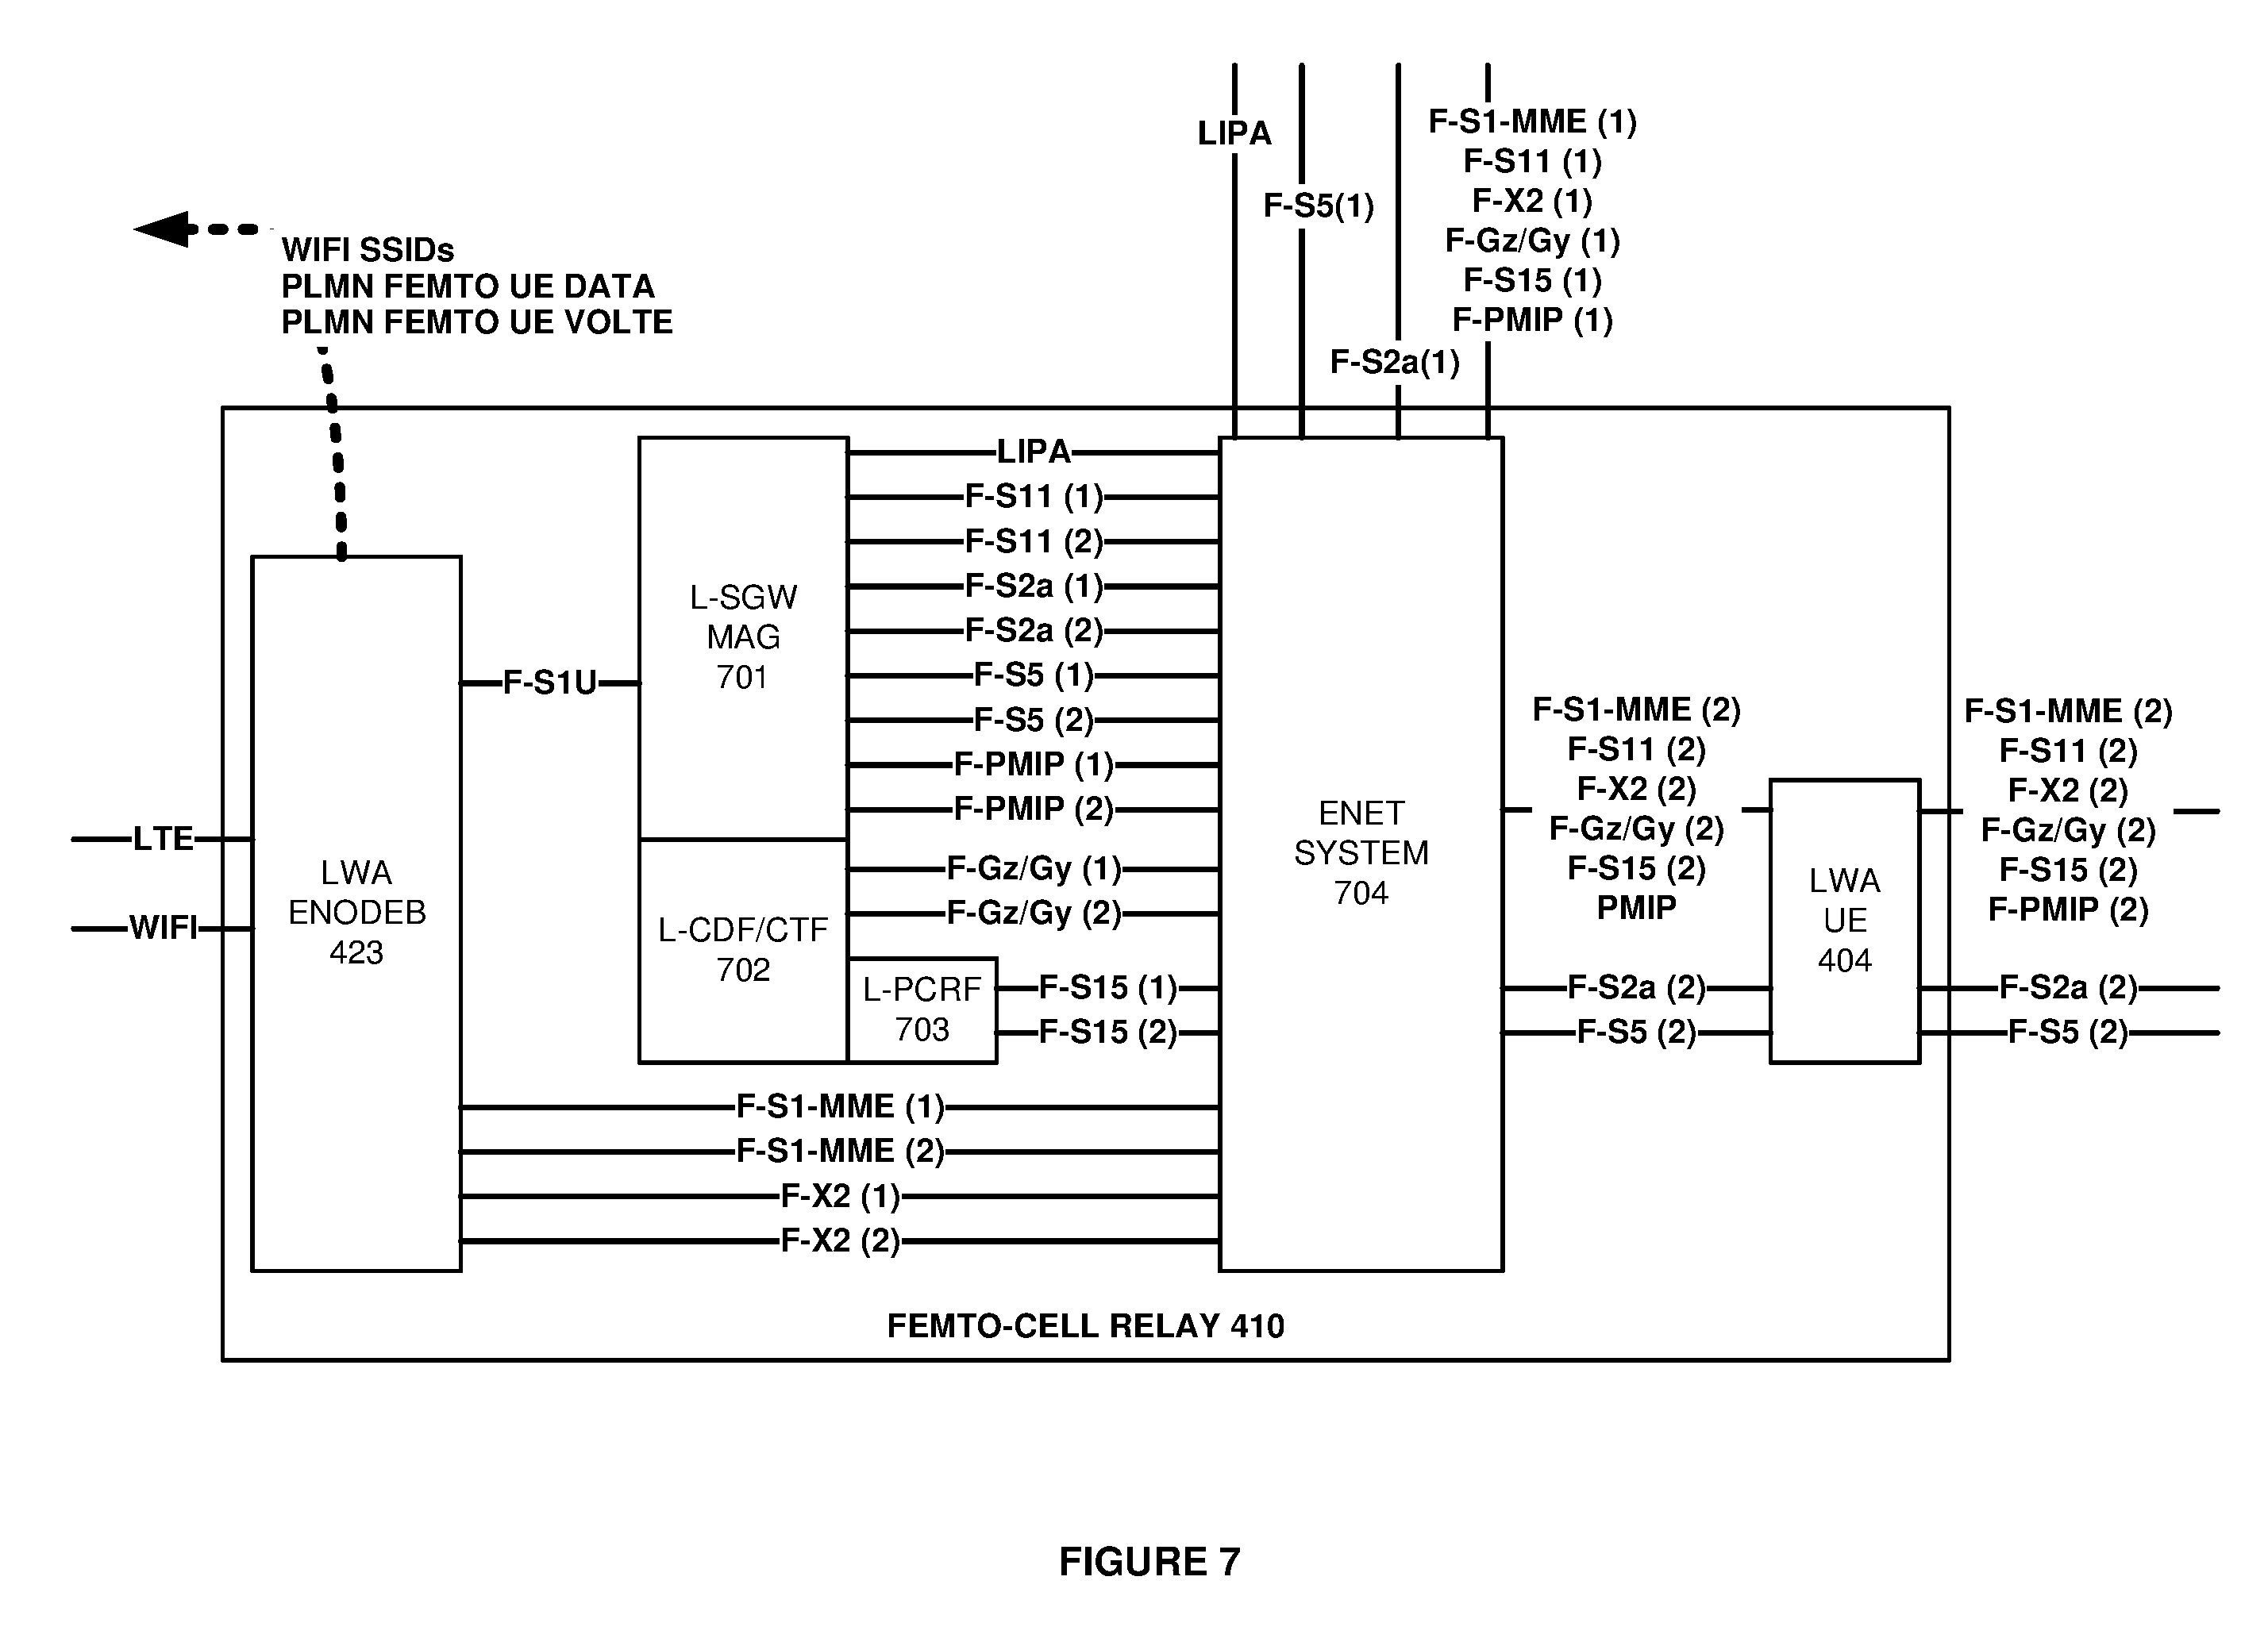 LIPA
F-S5(1)
F-S2a(1)
F-S1-MME (1)
F-S11 (1)
F-X2 (1)
F-Gz/Gy (1)
F-S15 (1)
F-PMIP (1)
WIFI SSIDs
PLMN FEMTO UE DATA
PLMN FEMTO UE VOLTE
LTE
WIFI
LWA
ENODEB
423
F-S1U
L-SGW
MAG
701
L-CDF/CTF
702
L-PCRF
703
LIPA
F-S11 (1)
F-S11 (2)
F-S2a (1)
F-S2a (2)
F-S5 (1)
F-S5 (2)
F-PMIP (1)
F-PMIP (2)
F-Gz/Gy (1)
F-Gz/Gy (2)
F-S15 (1)
F-S15 (2)
F-S1-MME (1)
F-S1-MME (2)
F-X2 (1)
F-X2 (2)
ENET
SYSTEM
704
F-S1-MME (2)
F-S11 (2)
F-X2 (2)
F-Gz/Gy (2)
F-S15 (2)
PMIP
F-S2a (2)
F-S5 (2)
LWA
UE
404
F-S1-MME (2)
F-S11 (2)
F-X2 (2)
F-Gz/Gy (2)
F-S15 (2)
F-PMIP (2)
F-S2a (2)
F-S5 (2)
FEMTO-CELL RELAY 410
FIGURE 7